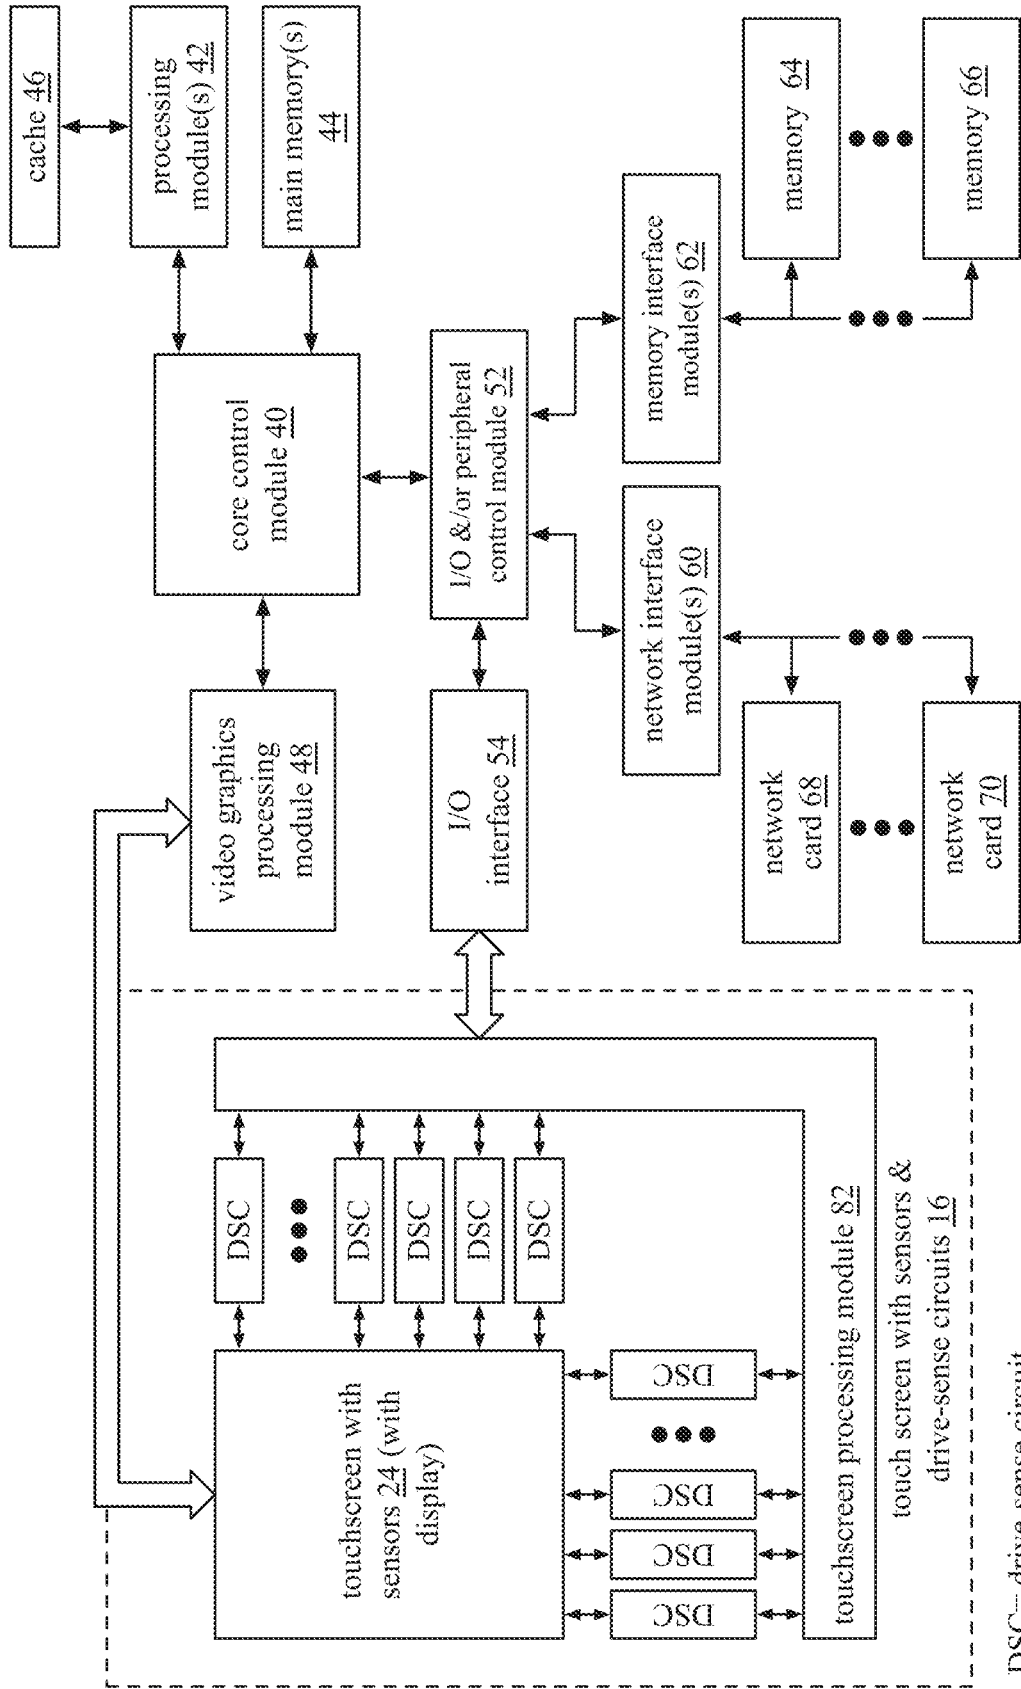 cache 46
processing
module(s) 42
main memory(s)
44
core control
module 40
video graphics
processing
module 48
I/O &/or peripheral
control module 52
I/O
interface 54
memory interface
module(s) 62
network interface
module(s) 60
memory 64
memory 66
network
card 68
network
card 70
touchscreen with
sensors 24 (with
display)
DSC
DSC
DSC
DSC
DSC
DSC
DSC
DSC
DSC
touchscreen processing module 82
touch screen with sensors &
drive-sense circuits 16
DSC= drive-sense circuit